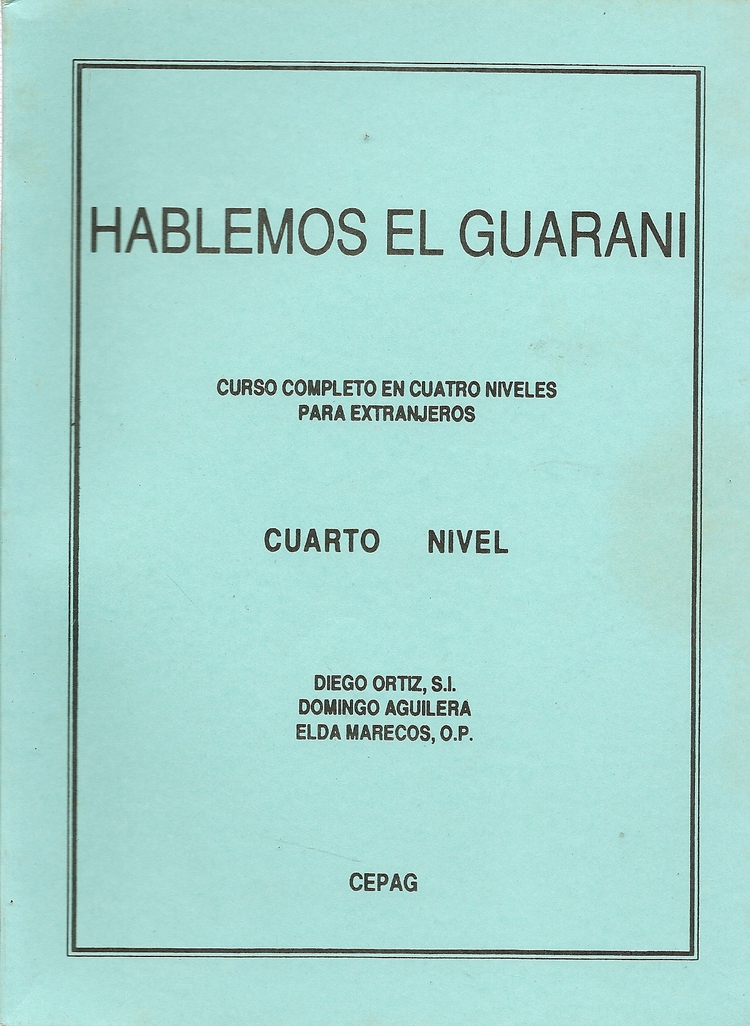 HABLEMOS EL GUARANI
CURSO COMPLETO EN CUATRO NIVELES
PARA EXTRANJEROS
CUARTO NIVEL
DIEGO ORTIZ, S.I.
DOMINGO AGUILERA
ELDA MARECOS, O.P.
CEPAG